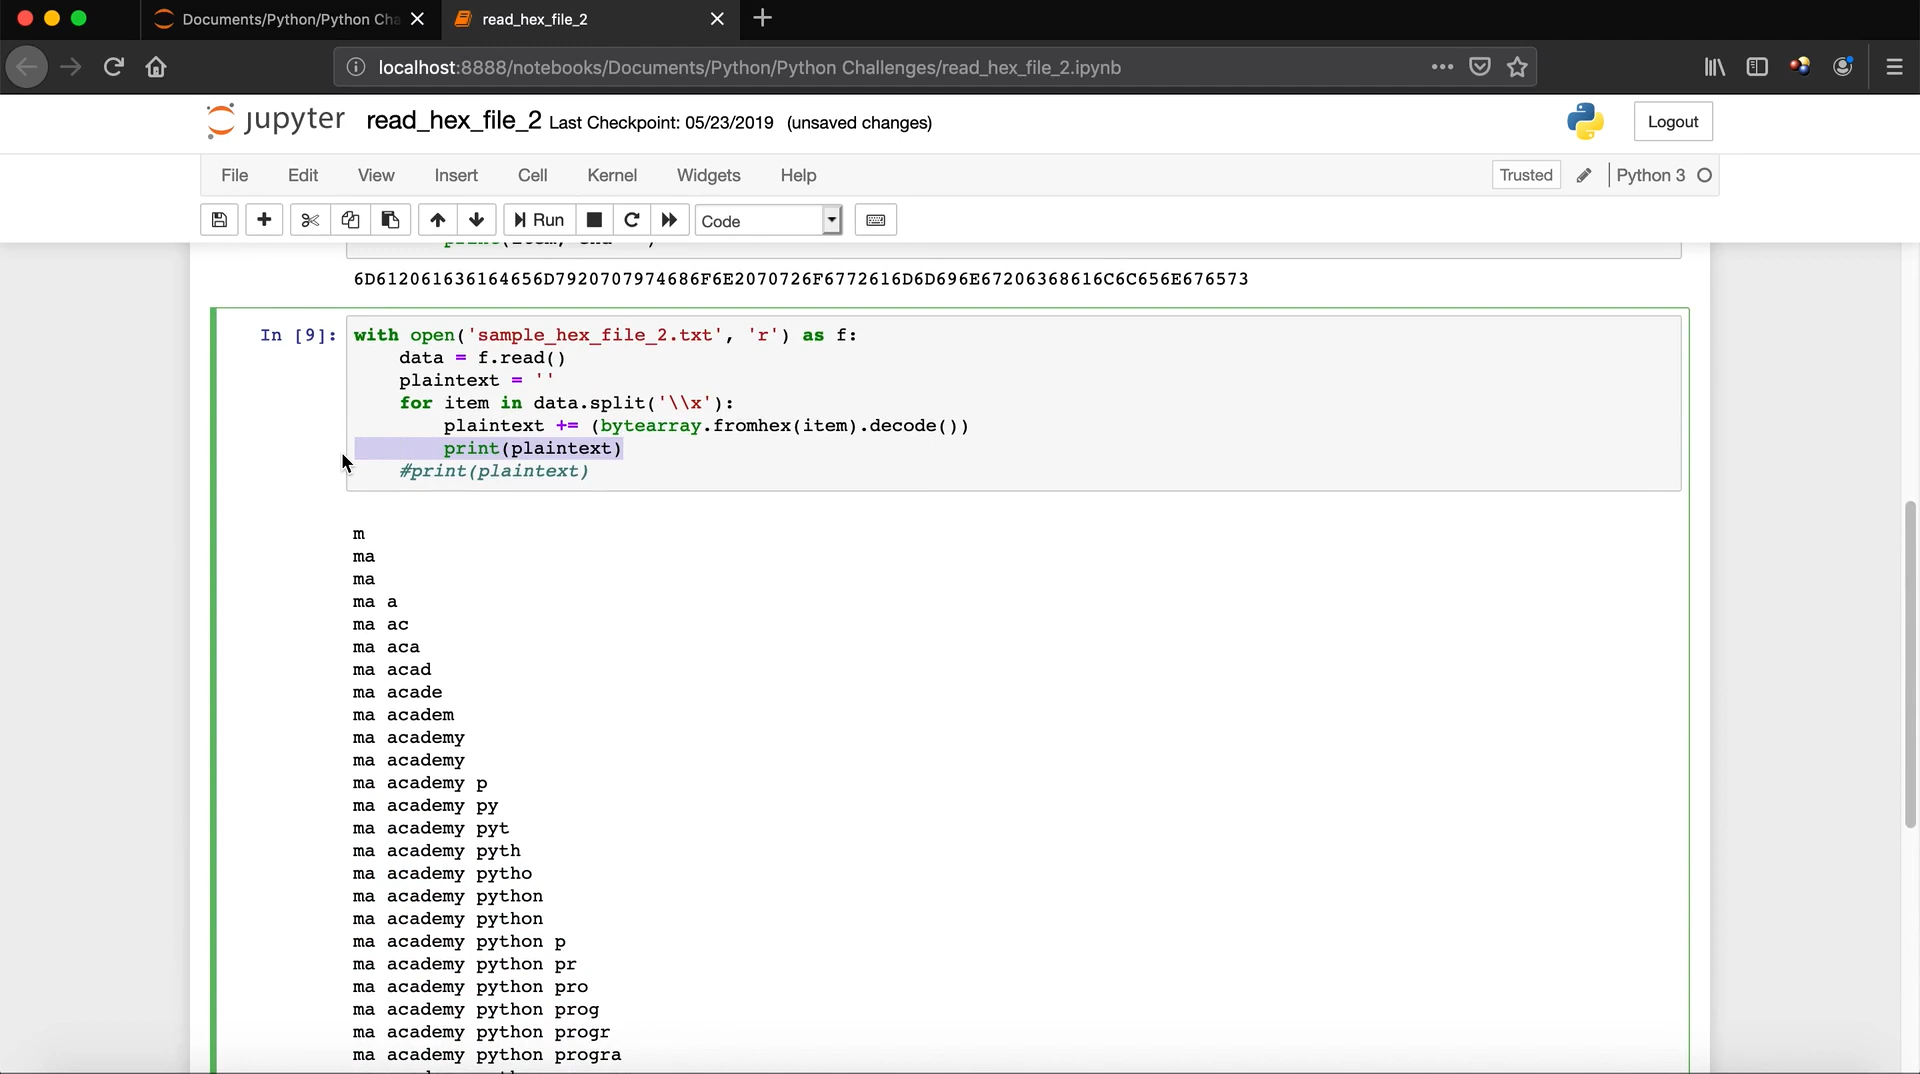 Documents/Python/Python Cha
read_hex_file_2
localhost:8888/notebooks/Documents/Python/Python Challenges/read_hex_file_2.ipynb
jupyter read_hex_file_2 Last Checkpoint: 05/23/2019 (unsaved changes)
Logout
File Edit View Insert Cell Kernel Widgets Help
Trusted Python 3
Run Code
6D612061636164656D7920707974686F6E2070726F6772616D6D696E67206368616C6C656E676573
In [9]: with open('sample_hex_file_2.txt', 'r') as f:
data = f.read()
plaintext = ''
for item in data.split('\\x'):
plaintext += (bytearray.fromhex(item).decode())
print(plaintext)
#print(plaintext)
m
ma
ma
ma a
ma ac
ma aca
ma acad
ma acade
ma academ
ma academy
ma academy
ma academy p
ma academy py
ma academy pyt
ma academy pyth
ma academy pytho
ma academy python
ma academy python
ma academy python p
ma academy python pr
ma academy python pro
ma academy python prog
ma academy python progr
ma academy python progra